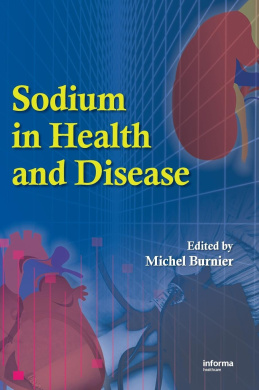 Sodium
in Health
and Disease
Edited by
Michel Burnier
informa
healthcare